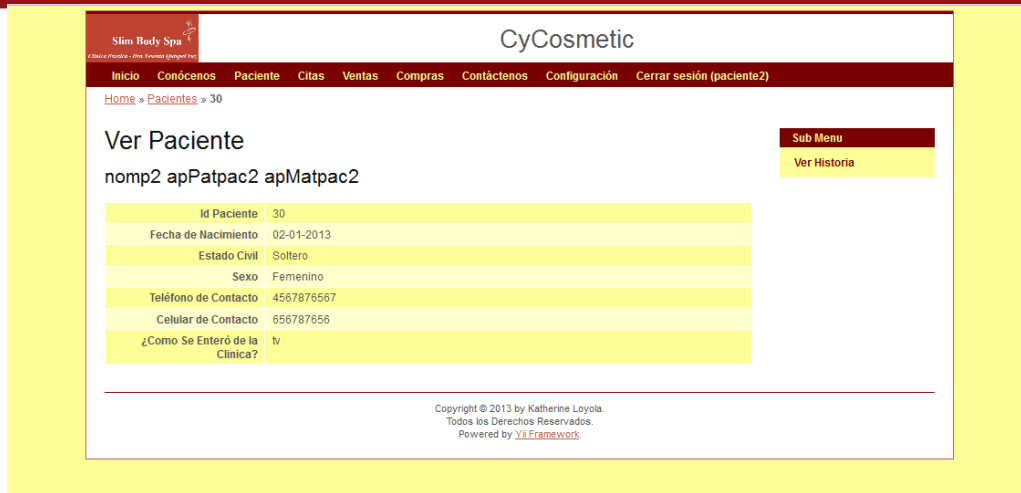 Slim Body Spa
CyCosmetic
Inicio Conócenos Paciente Citas Ventas Compras Contáctenos Configuración Cerrar sesión (paciente2)
Home » Pacientes » 30
Ver Paciente
Sub Menu
Ver Historia
nomp2 apPatpac2 apMatpac2
Id Paciente 30
Fecha de Nacimiento 02-01-2013
Estado Civil Soltero
Sexo Femenino
Teléfono de Contacto 4567876567
Celular de Contacto 656787656
¿Como Se Enteró de la tv
Clinica?
Copyright © 2013 by Katherine Loyola.
Todos los Derechos Reservados.
Powered by Yii Framework.